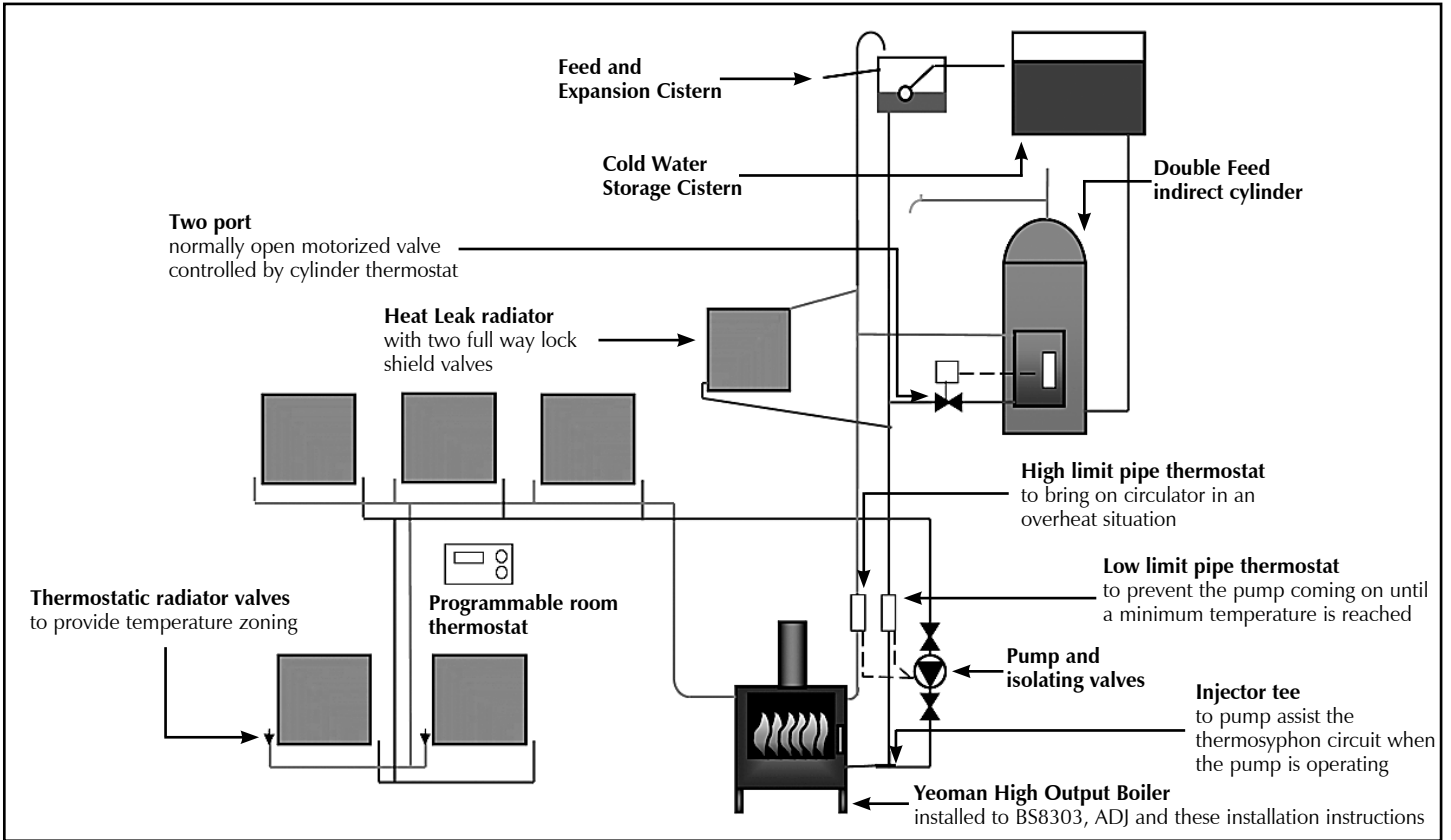 Feed and
Expansion Cistern
Cold Water
Storage Cistern
Double Feed
indirect cylinder
Two port
normally open motorized valve
controlled by cylinder thermostat
Heat Leak radiator
with two full way lock
shield valves
High limit pipe thermostat
to bring on circulator in an
overheat situation
Low limit pipe thermostat
to prevent the pump coming on until
a minimum temperature is reached
Thermostatic radiator valves
to provide temperature zoning
Programmable room
thermostat
Pump and
isolating valves
Injector tee
to pump assist the
thermosyphon circuit when
the pump is operating
Yeoman High Output Boiler
installed to BS8303, ADJ and these installation instructions